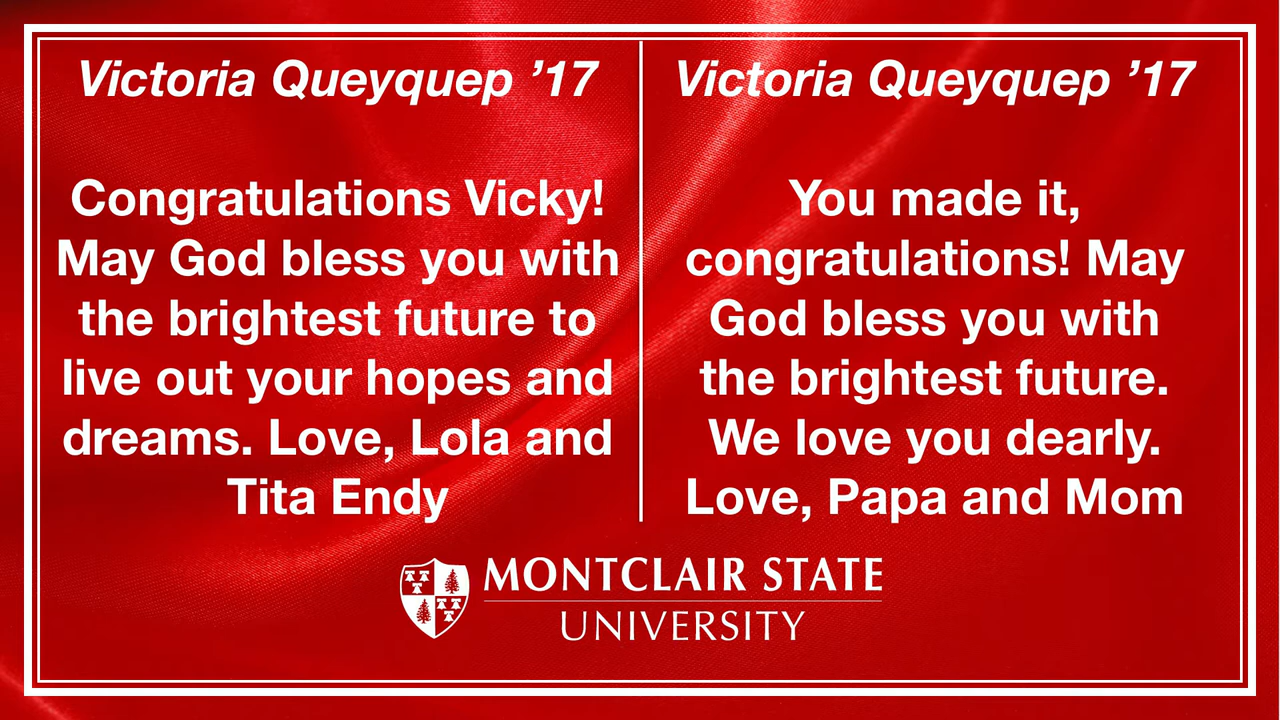 Victoria Queyquep ’17
Congratulations Vicky!
May God bless you with
the brightest future to
live out your hopes and
dreams. Love, Lola and
Tita Endy
Victoria Queyquep ’17
You made it,
congratulations! May
God bless you with
the brightest future.
We love you dearly.
Love, Papa and Mom
MONTCLAIR STATE
UNIVERSITY